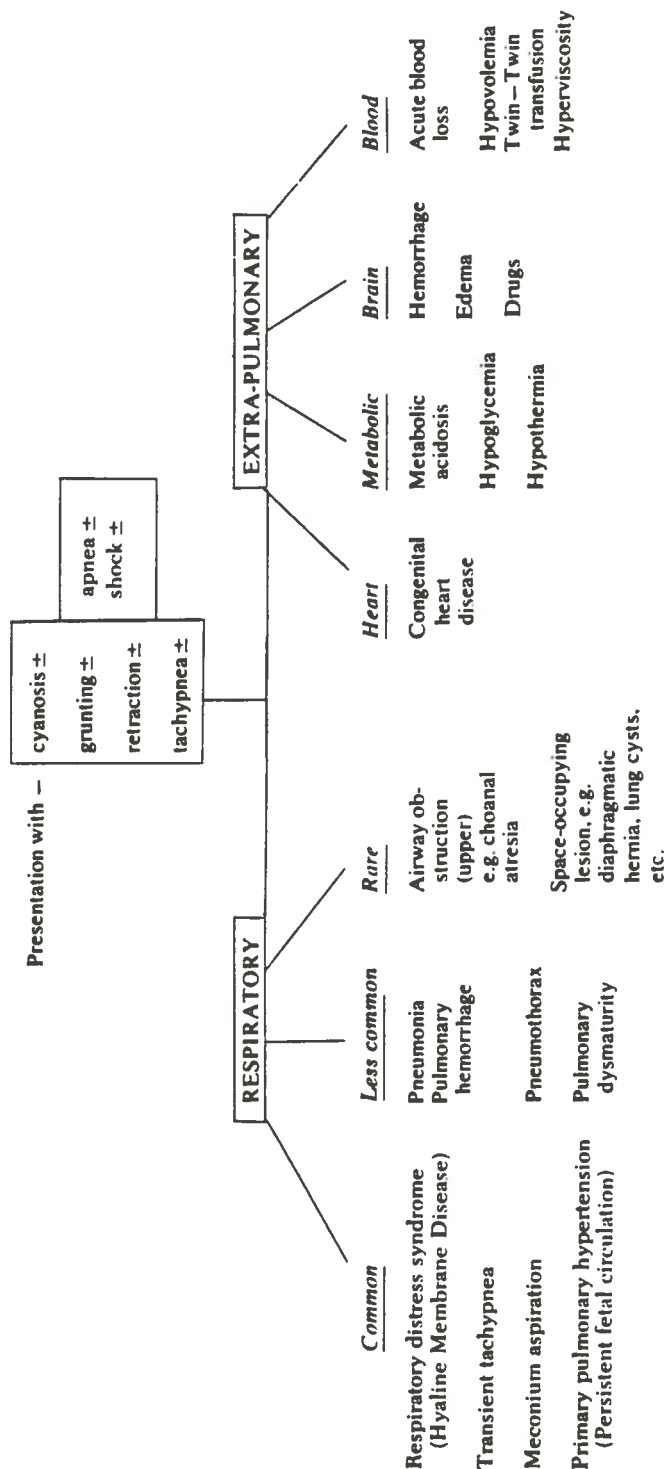 Presentation with –
cyanosis ±
grunting ±
retraction ±
tachypnea ±
apnea ±
shock ±
RESPIRATORY
EXTRA-PULMONARY
Common
Respiratory distress syndrome
(Hyaline Membrane Disease)
Transient tachypnea
Meconium aspiration
Primary pulmonary hypertension
(Persistent fetal circulation)
Less common
Pneumonia
Pulmonary
hemorrhage
Pneumothorax
Pulmonary
dysmaturity
Rare
Airway ob-
struction
(upper)
e.g. choanal
atresia
Space-occupying
lesion, e.g.
diaphragmatic
hernia, lung cysts,
etc.
Heart
Congenital
heart
disease
Metabolic
Metabolic
acidosis
Hypoglycemia
Hypothermia
Brain
Hemorrhage
Edema
Drugs
Blood
Acute blood
loss
Hypovolemia
Twin–Twin
transfusion
Hyperviscosity